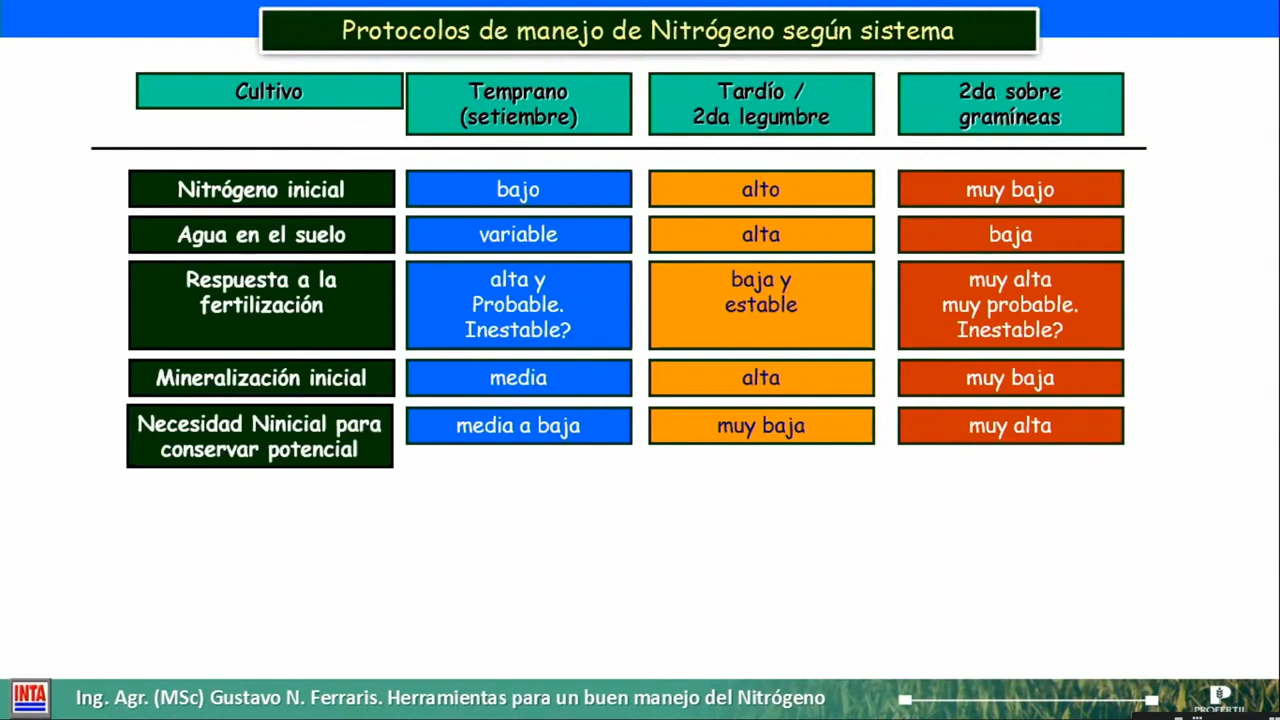 Protocolos de manejo de Nitrógeno según sistema
Cultivo
Temprano
(setiembre)
Tardío /
2da legumbre
2da sobre
gramíneas
Nitrógeno inicial
bajo
alto
muy bajo
Agua en el suelo
variable
alta
baja
Respuesta a la
fertilización
alta y
Probable.
Inestable?
baja y
estable
muy alta
muy probable.
Inestable?
Mineralización inicial
media
alta
muy baja
Necesidad Ninicial para
conservar potencial
media a baja
muy baja
muy alta
INTA
Ing. Agr. (MSc) Gustavo N. Ferraris. Herramientas para un buen manejo del Nitrógeno
PROFERTIL